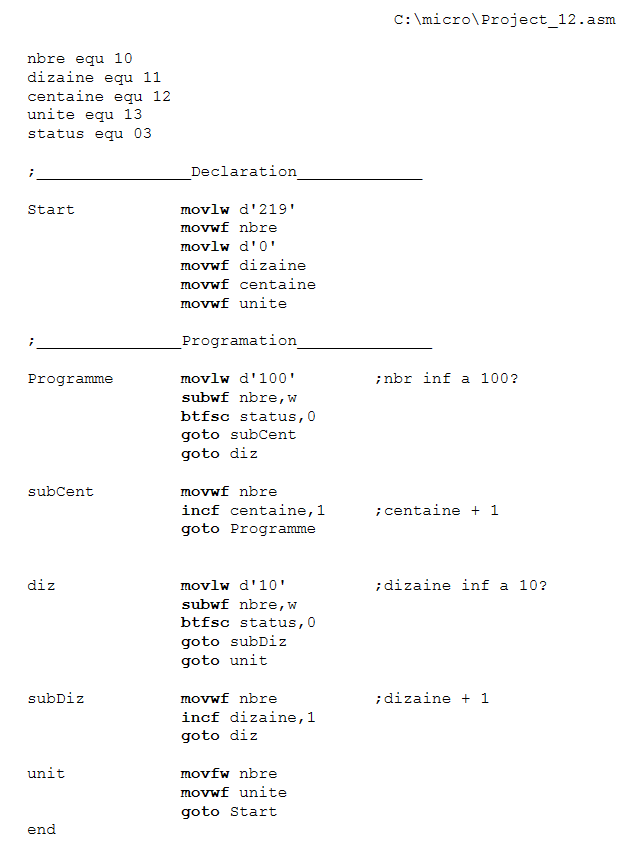 C:\micro\Project_12.asm
nbre equ 10
dizaine equ 11
centaine equ 12
unite equ 13
status equ 03
;________________Declaration_____________
Start movlw d'219'
movwf nbre
movlw d'0'
movwf dizaine
movwf centaine
movwf unite
;_______________Programation______________
Programme movlw d'100' ;nbr inf a 100?
subwf nbre,w
btfsc status,0
goto subCent
goto diz
subCent movwf nbre
incf centaine,1 ;centaine + 1
goto Programme
diz movlw d'10' ;dizaine inf a 10?
subwf nbre,w
btfsc status,0
goto subDiz
goto unit
subDiz movwf nbre ;dizaine + 1
incf dizaine,1
goto diz
unit movfw nbre
movwf unite
goto Start
end